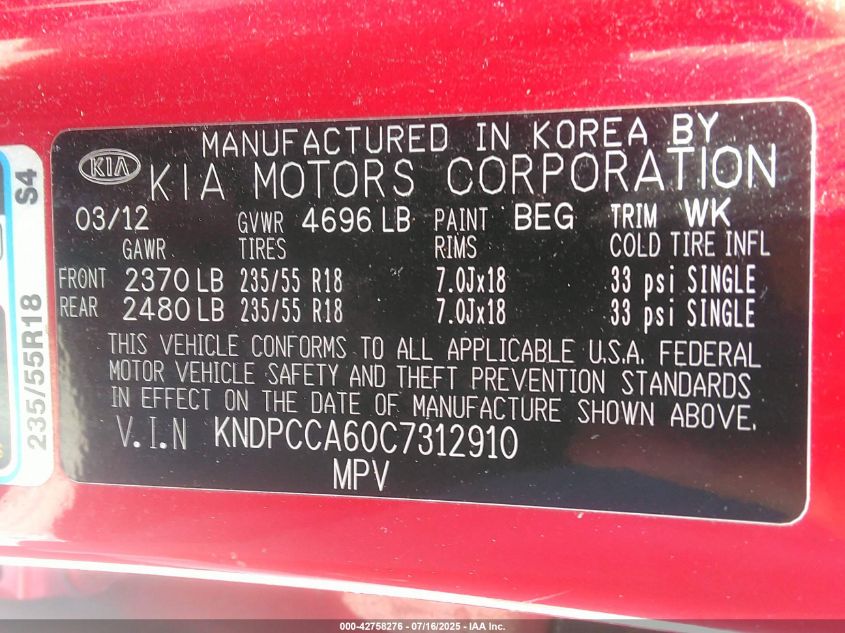 MANUFACTURED IN KOREA BY
KIA KIA MOTORS CORPORATION
03/12 GVWR 4696 LB PAINT BEG TRIM WK
GAWR TIRES RIMS COLD TIRE INFL
FRONT 2370 LB 235/55 R18 7.0Jx18 33 psi SINGLE
REAR 2480 LB 235/55 R18 7.0Jx18 33 psi SINGLE
THIS VEHICLE CONFORMS TO ALL APPLICABLE U.S.A. FEDERAL
MOTOR VEHICLE SAFETY AND THEFT PREVENTION STANDARDS
IN EFFECT ON THE DATE OF MANUFACTURE SHOWN ABOVE.
V.I.N KNDPCCA60C7312910
MPV
235/55R18 S4
000-42758276 - 07/16/2025 - IAA Inc.